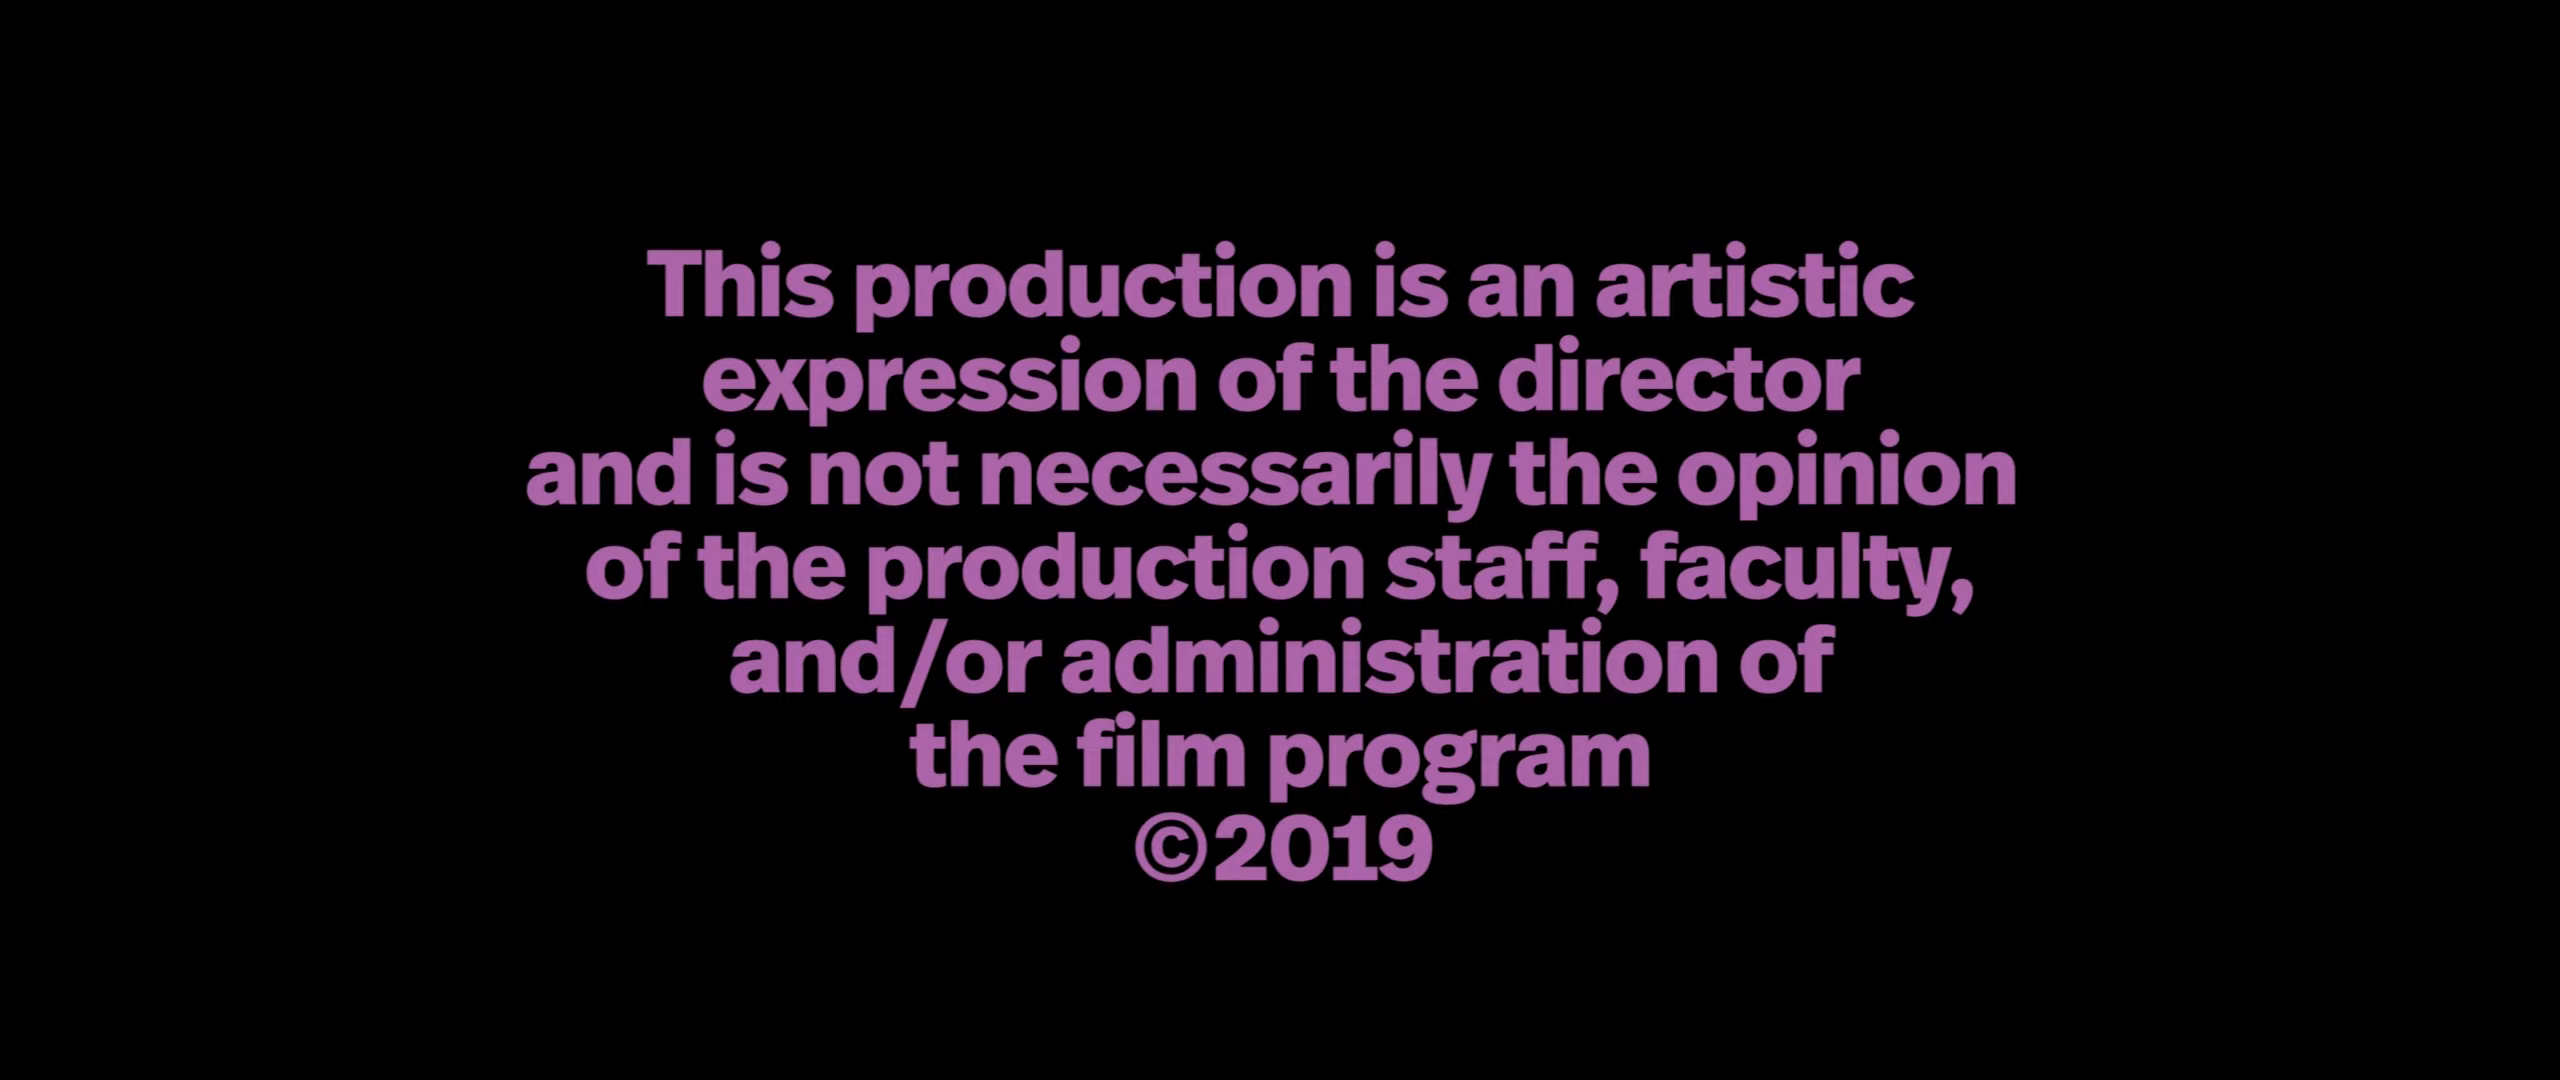 This production is an artistic
expression of the director
and is not necessarily the opinion
of the production staff, faculty,
and/or administration of
the film program
©2019